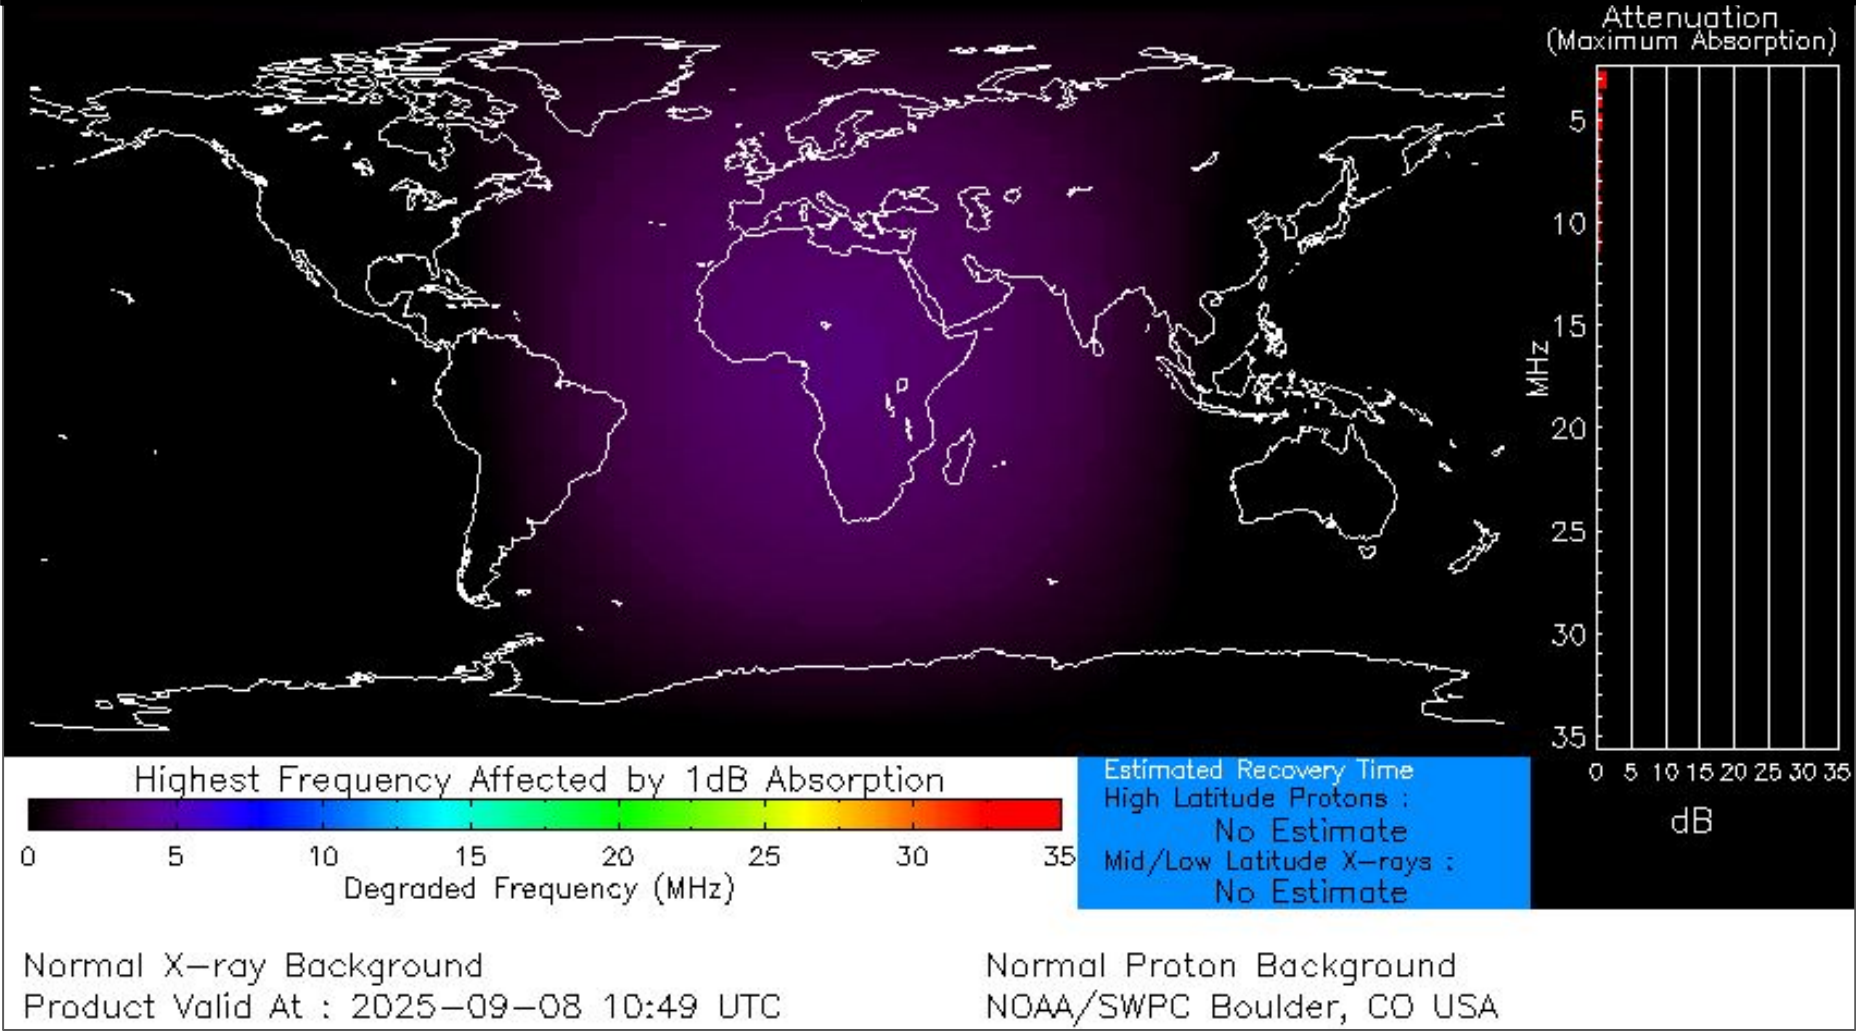 Attenuation
(Maximum Absorption)
5
10
15
20
25
30
35
MHz
0 5 10 15 20 25 30 35
dB
Highest Frequency Affected by 1dB Absorption
0 5 10 15 20 25 30 35
Degraded Frequency (MHz)
Estimated Recovery Time
High Latitude Protons :
No Estimate
Mid/Low Latitude X-rays :
No Estimate
Normal X-ray Background
Product Valid At : 2025-09-08 10:49 UTC
Normal Proton Background
NOAA/SWPC Boulder, CO USA